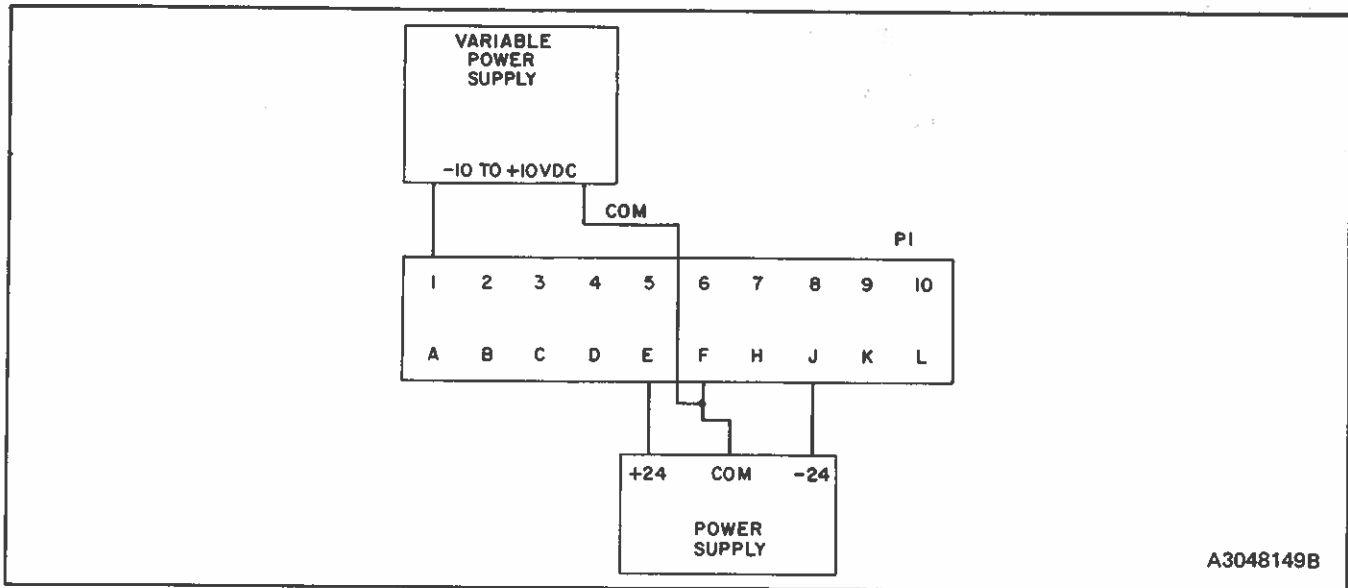 VARIABLE
POWER
SUPPLY
-10 TO +10VDC
COM
P1
1 2 3 4 5 6 7 8 9 10
A B C D E F H J K L
+24 COM -24
POWER
SUPPLY
A3048149B